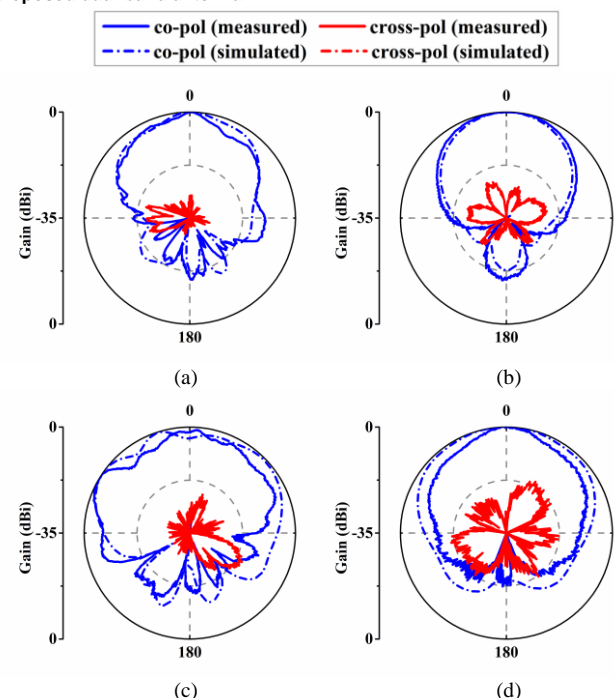 co-pol (measured) cross-pol (measured)
co-pol (simulated) cross-pol (simulated)
0 0
0 0
Gain (dBi) -35 Gain (dBi) -35
0 0
180 180
(a) (b)
0 0
0 0
Gain (dBi) -35 Gain (dBi) -35
0 0
180 180
(c) (d)